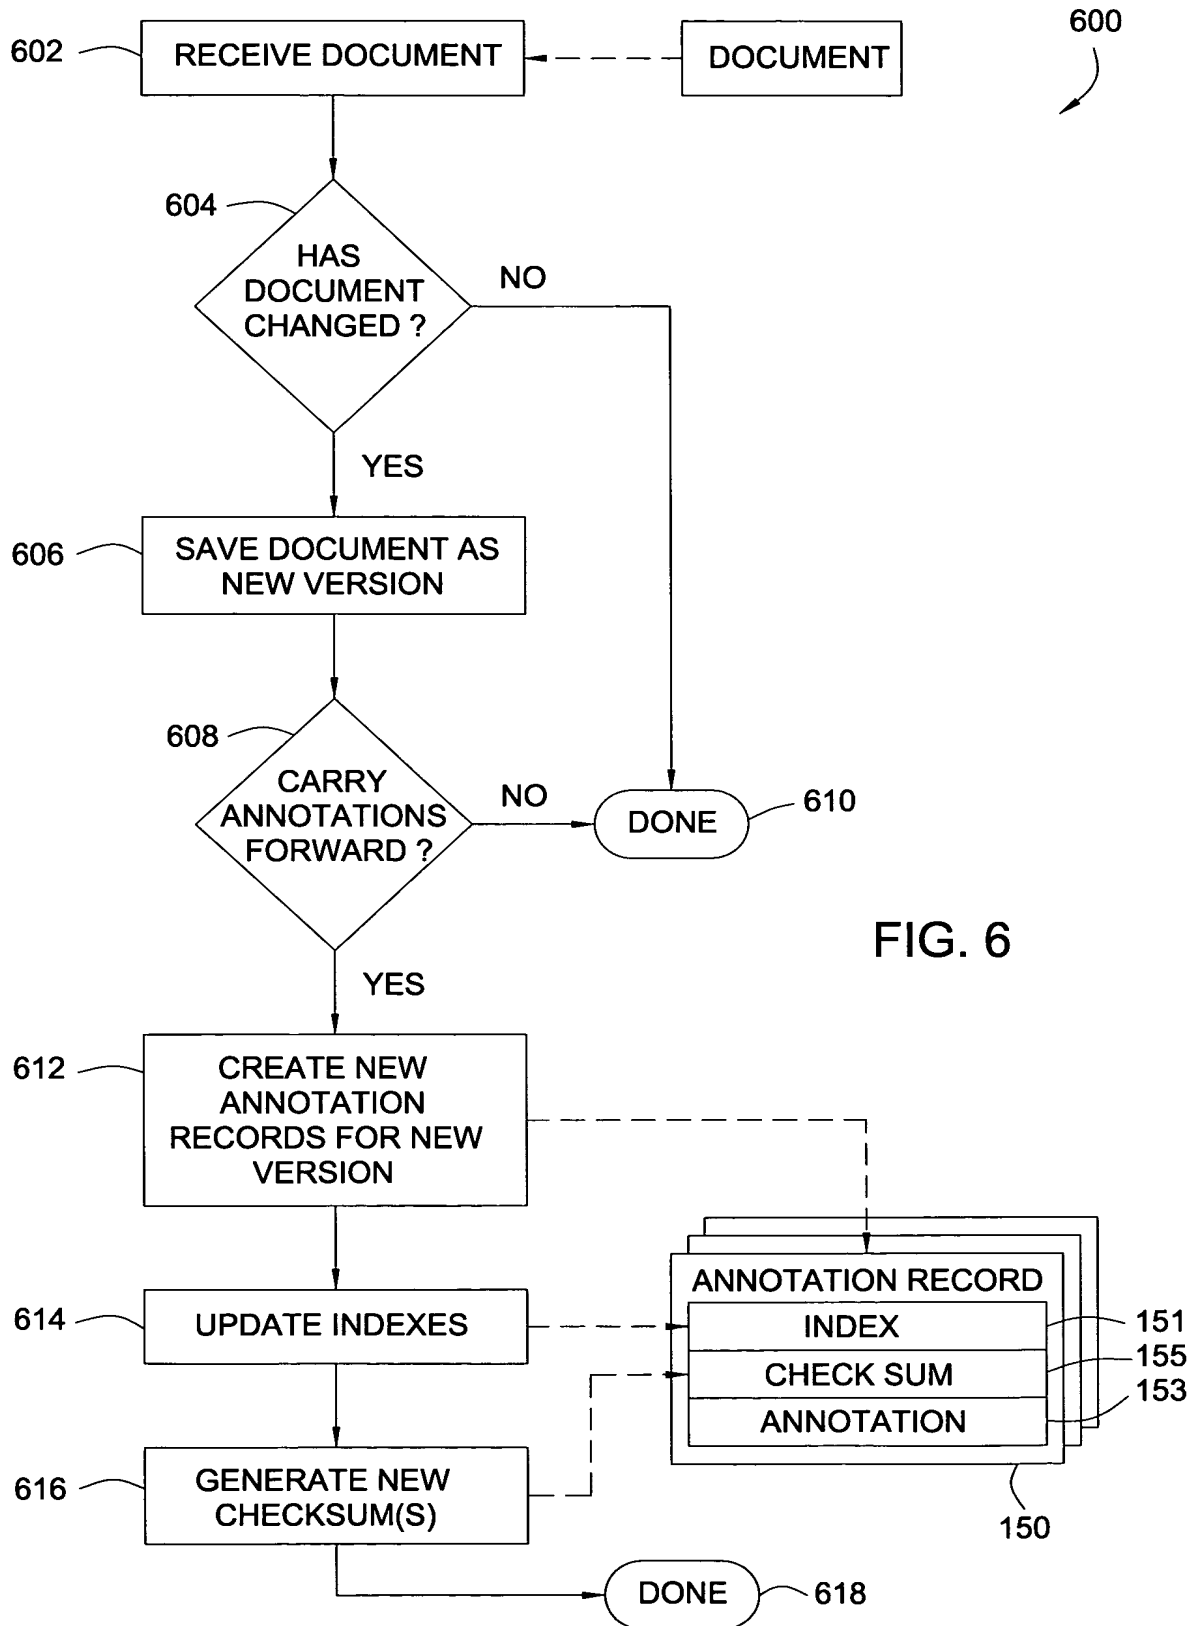 600
602
RECEIVE DOCUMENT
DOCUMENT
604
HAS
DOCUMENT
CHANGED ?
NO
YES
606
SAVE DOCUMENT AS
NEW VERSION
608
CARRY
ANNOTATIONS
FORWARD ?
NO
DONE
610
FIG. 6
YES
612
CREATE NEW
ANNOTATION
RECORDS FOR NEW
VERSION
ANNOTATION RECORD
614
UPDATE INDEXES
INDEX
151
CHECK SUM
155
ANNOTATION
153
616
GENERATE NEW
CHECKSUM(S)
150
DONE
618